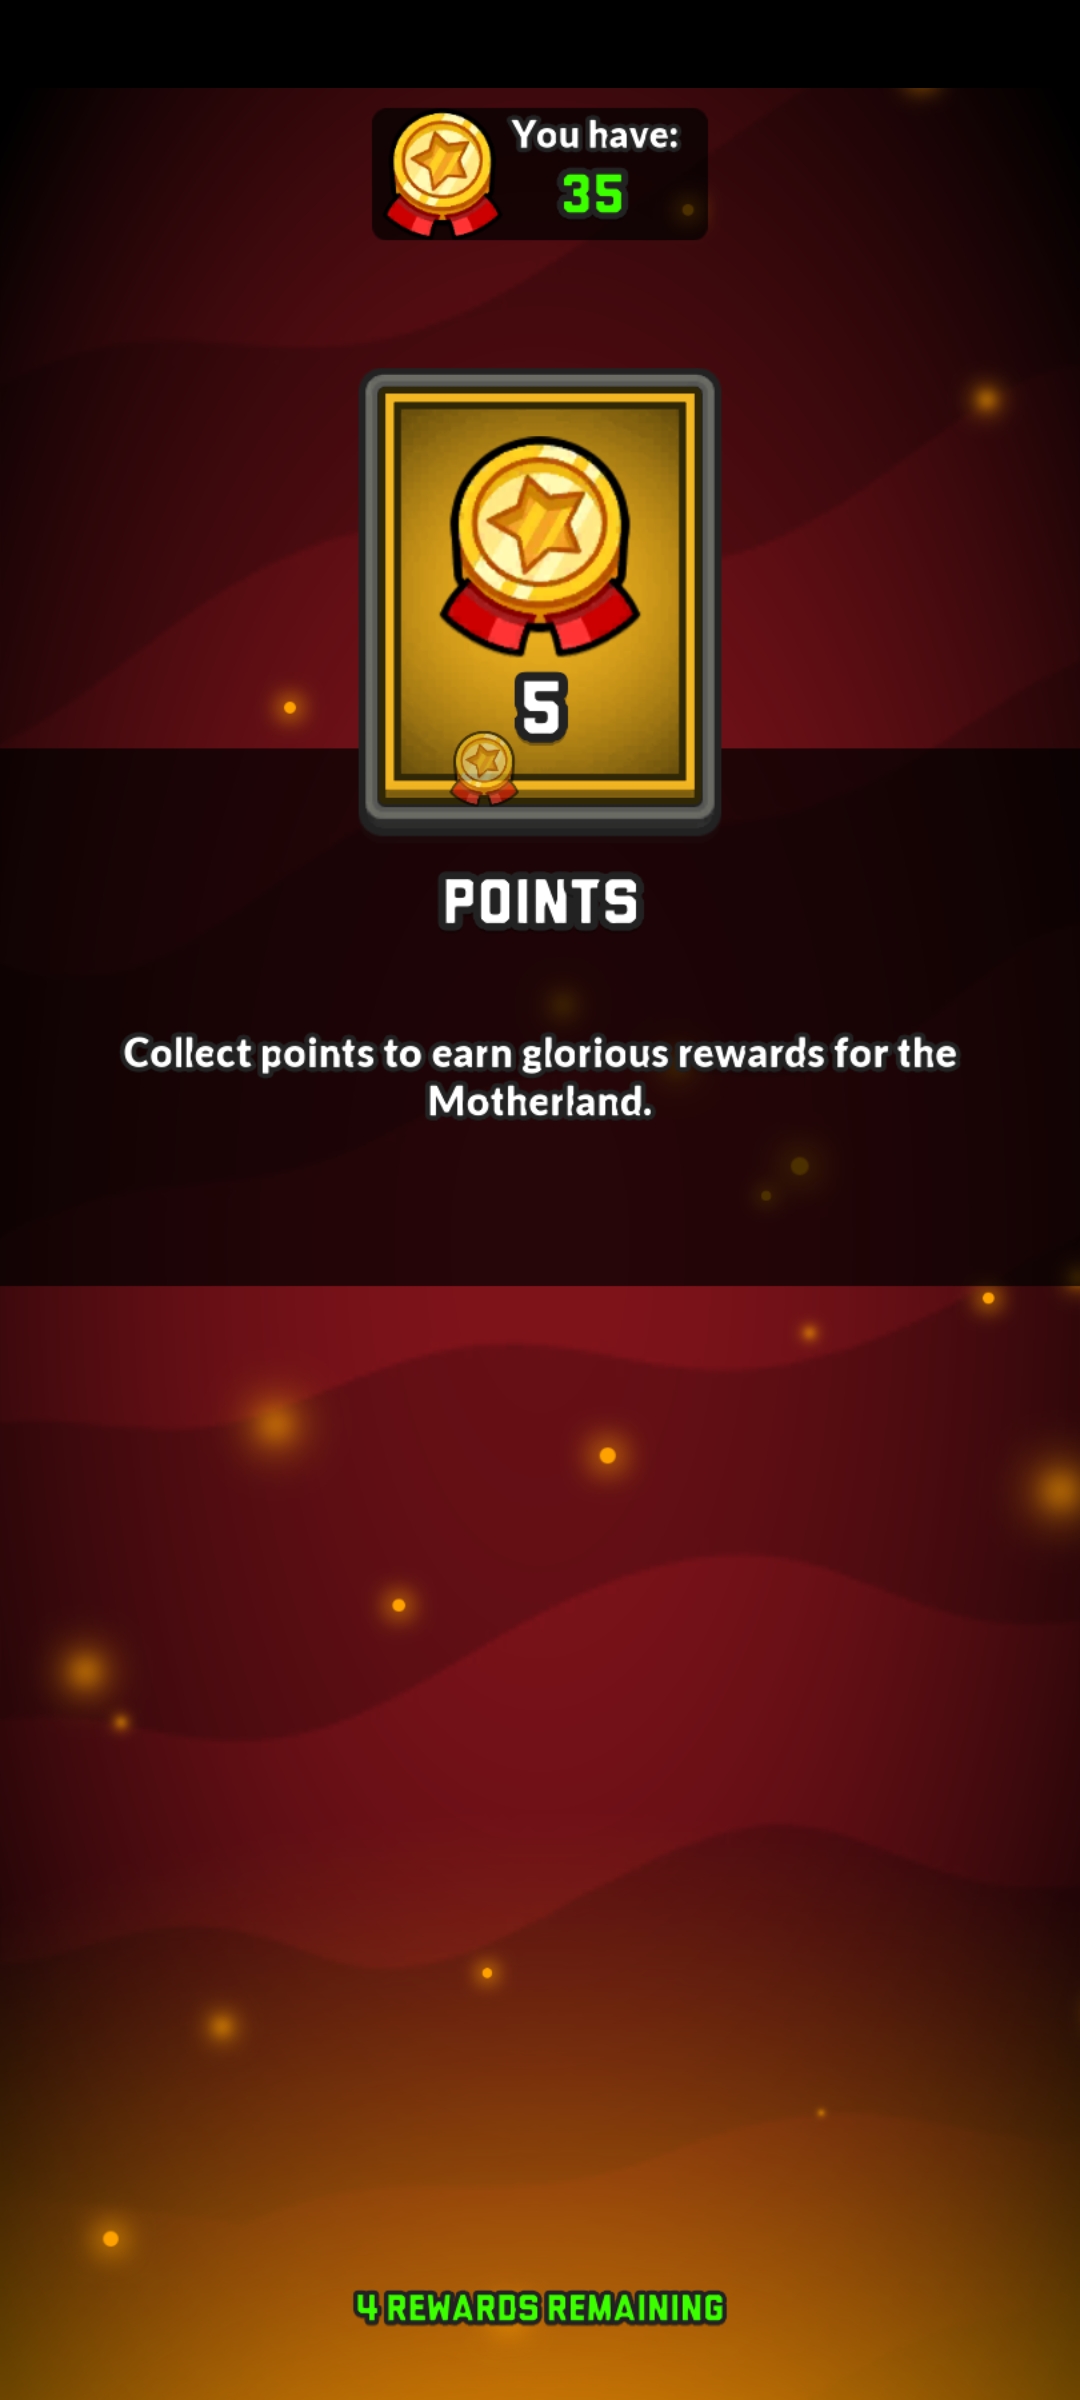 You have:
35
5
POINTS
Collect points to earn glorious rewards for the
Motherland.
4 REWARDS REMAINING